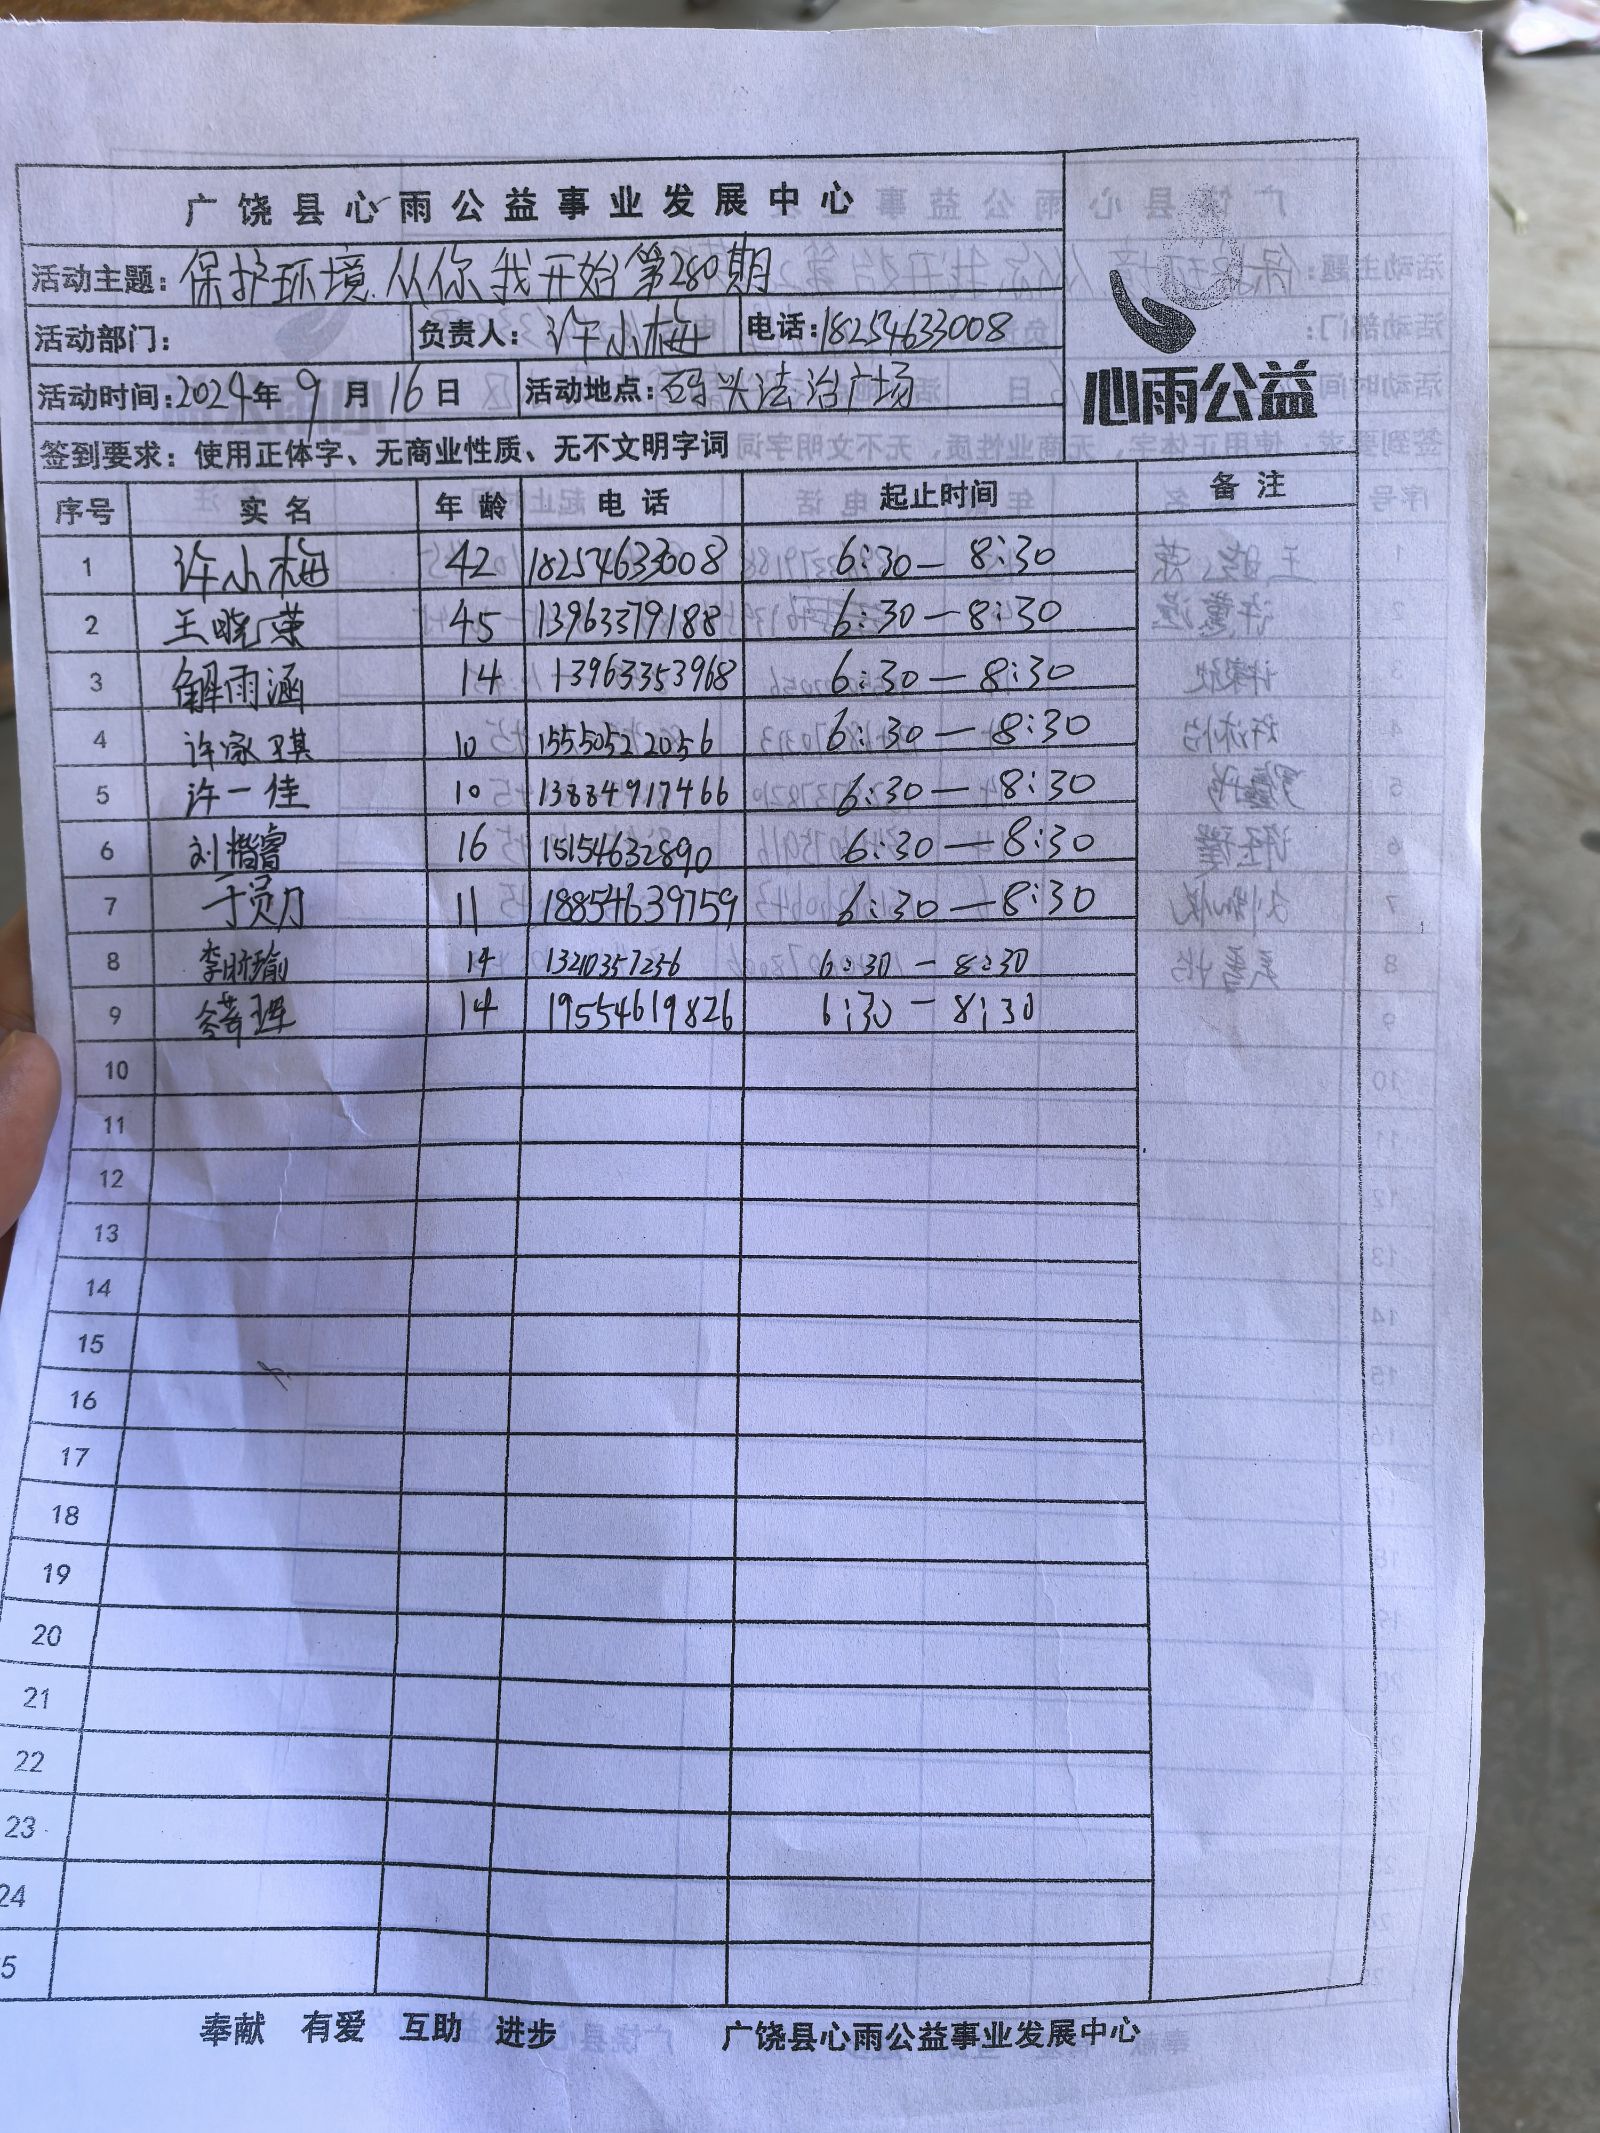 广饶县心雨公益事业发展中心
活动主题：保护环境.从你我开始第280期
活动部门： 负责人：许小梅 电话：18254633008
活动时间：2024年9月16日 活动地点：码兴法治广场
心雨公益
签到要求：使用正体字、无商业性质、无不文明字词
序号 实名 年龄 电话 起止时间 备注
1 许小梅 42 18254633008 6:30—8:30
2 王晓荣 45 13963379188 6:30—8:30
3 解雨涵 14 13963353968 6:30—8:30
4 许家琪 10 15550522056 6:30—8:30
5 许一佳 10 13884917466 6:30—8:30
6 刘楷睿 16 15154632890 6:30—8:30
7 11 18854639759 6:30—8:30
8 14 13210357256 6:30—8:30
9 14 19554619826 6:30—8:30
10
11
12
13
14
15
16
17
18
19
20
21
22
23
24
5
奉献 有爱 互助 进步 广饶县心雨公益事业发展中心